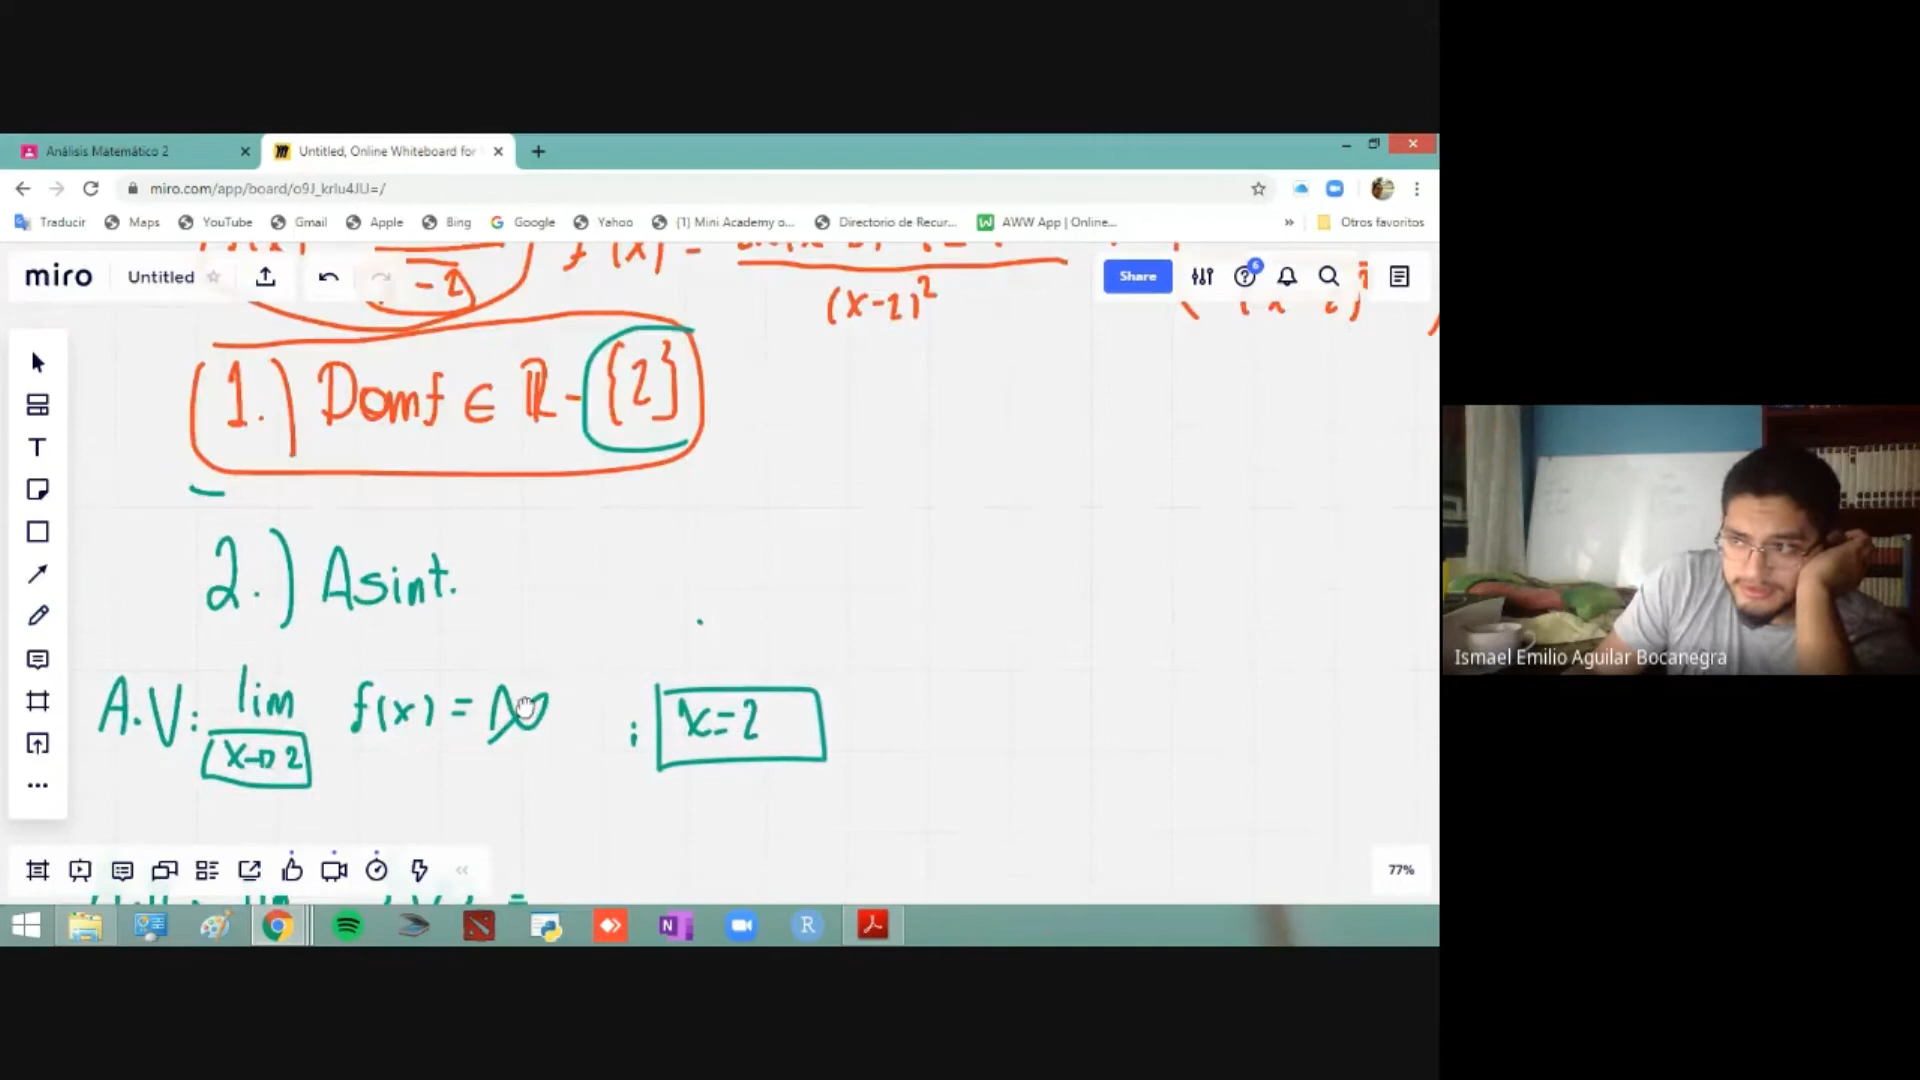 Análisis Matemático 2
Untitled, Online Whiteboard for
miro.com/app/board/o9J_krlu4JU=/
Traducir Maps YouTube Gmail Apple Bing Google Yahoo (1) Mini Academy o... Directorio de Recur... AWW App | Online... » Otros favoritos
miro Untitled Share 6
-2
(x-2)²
1.) Domf ∈ ℝ - {2}
2.) Asint.
A.V: lim f(x) = ∞ ; x=2
x→2
77%
Ismael Emilio Aguilar Bocanegra